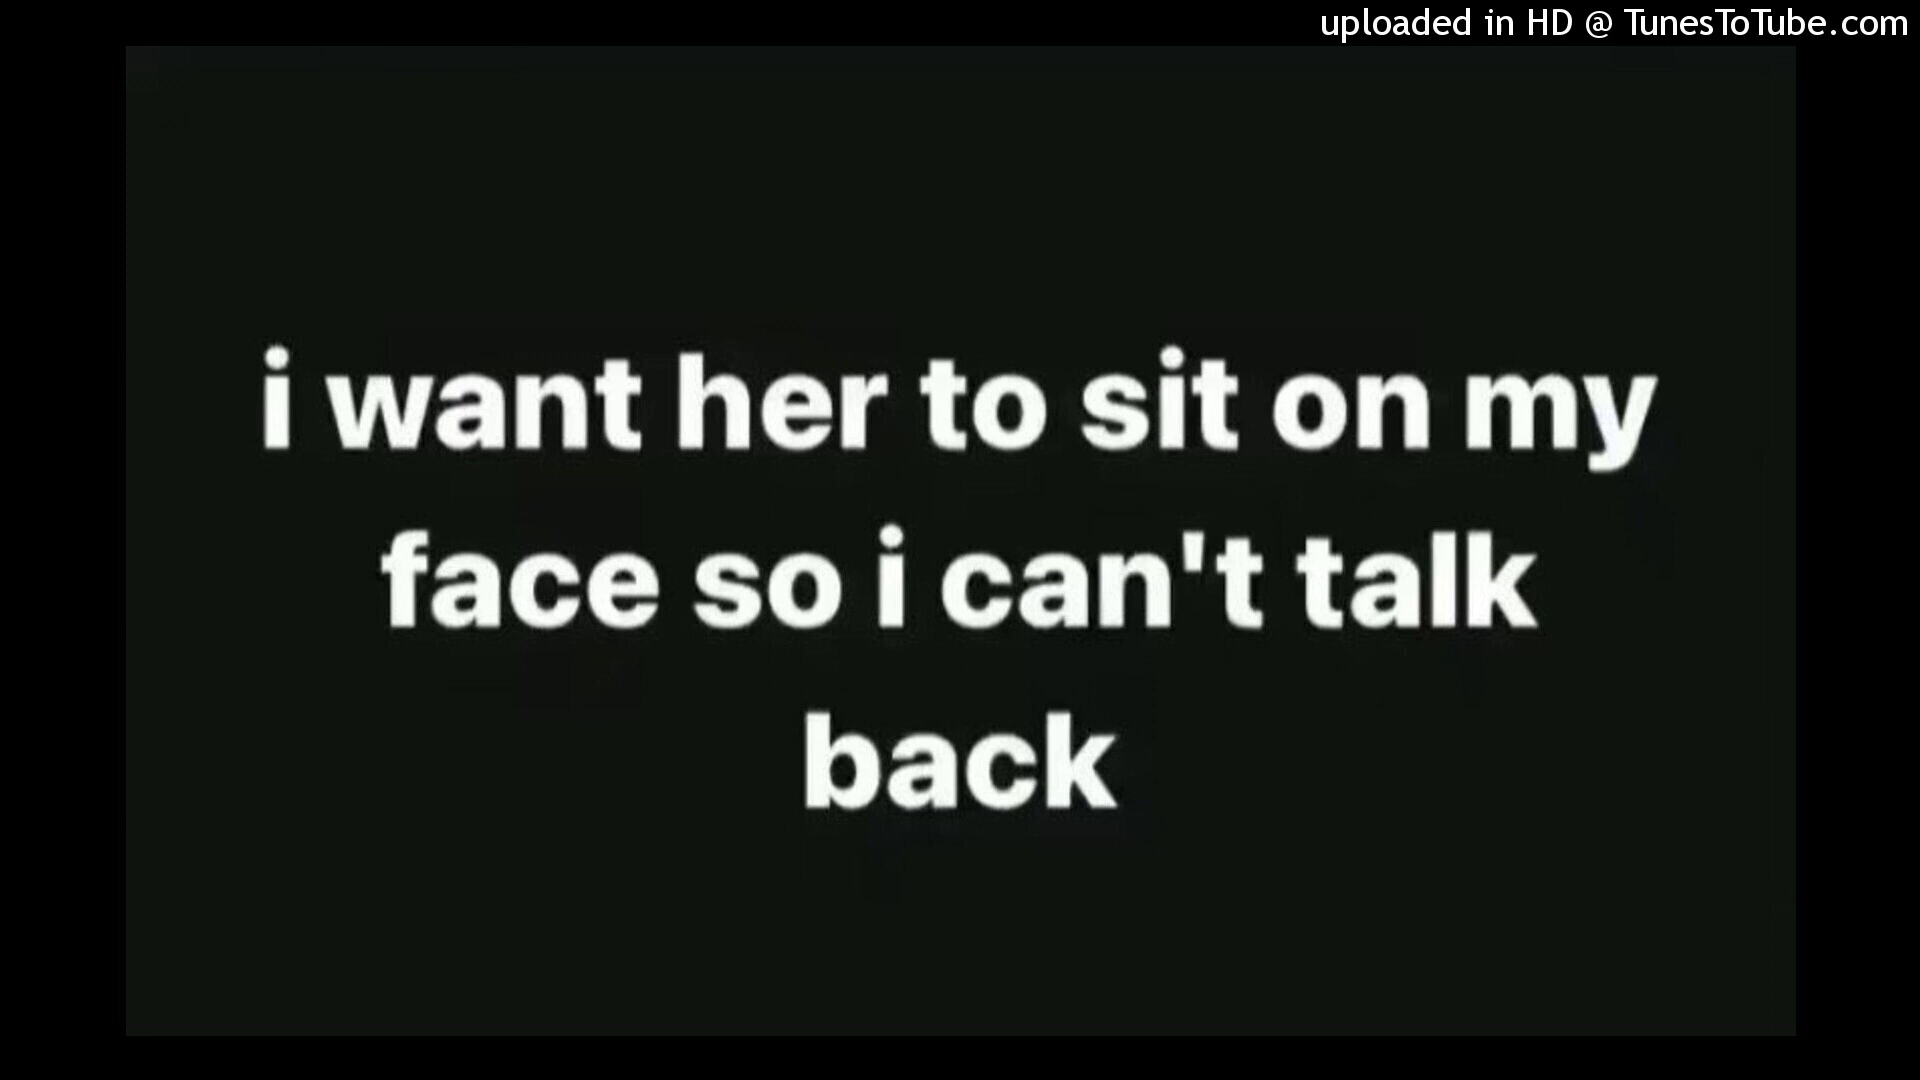 uploaded in HD @ TunesToTube.com
i want her to sit on my
face so i can't talk
back